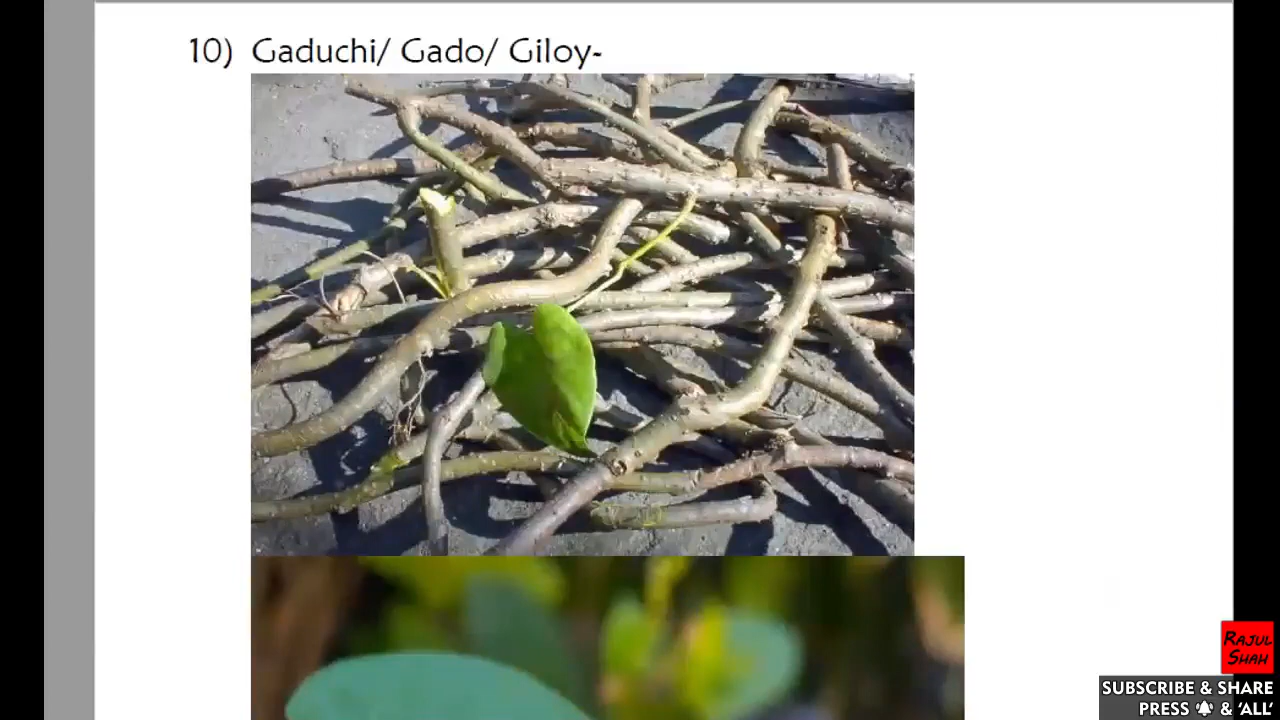 10) Gaduchi/ Gado/ Giloy-
RAJUL
SHAH
SUBSCRIBE & SHARE
PRESS 🔔 & ‘ALL’